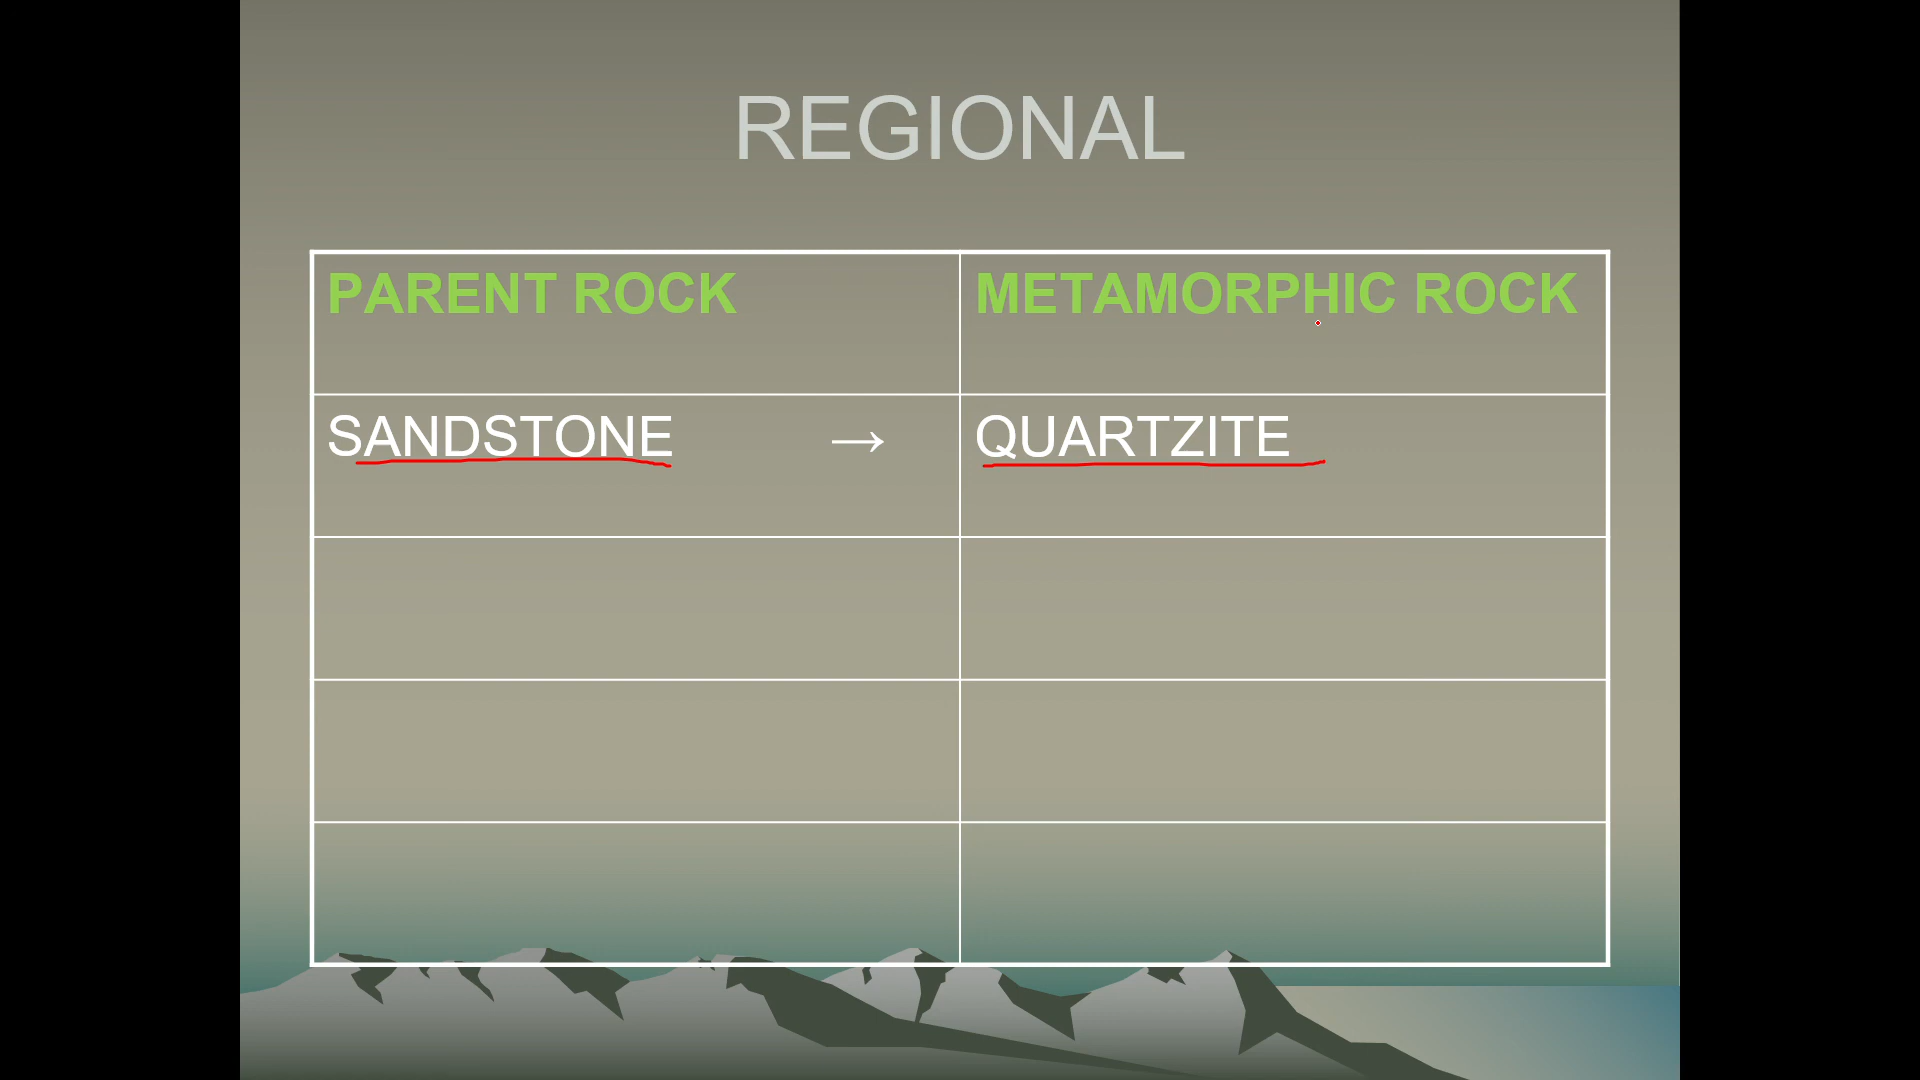 REGIONAL
PARENT ROCK
METAMORPHIC ROCK
SANDSTONE →
QUARTZITE